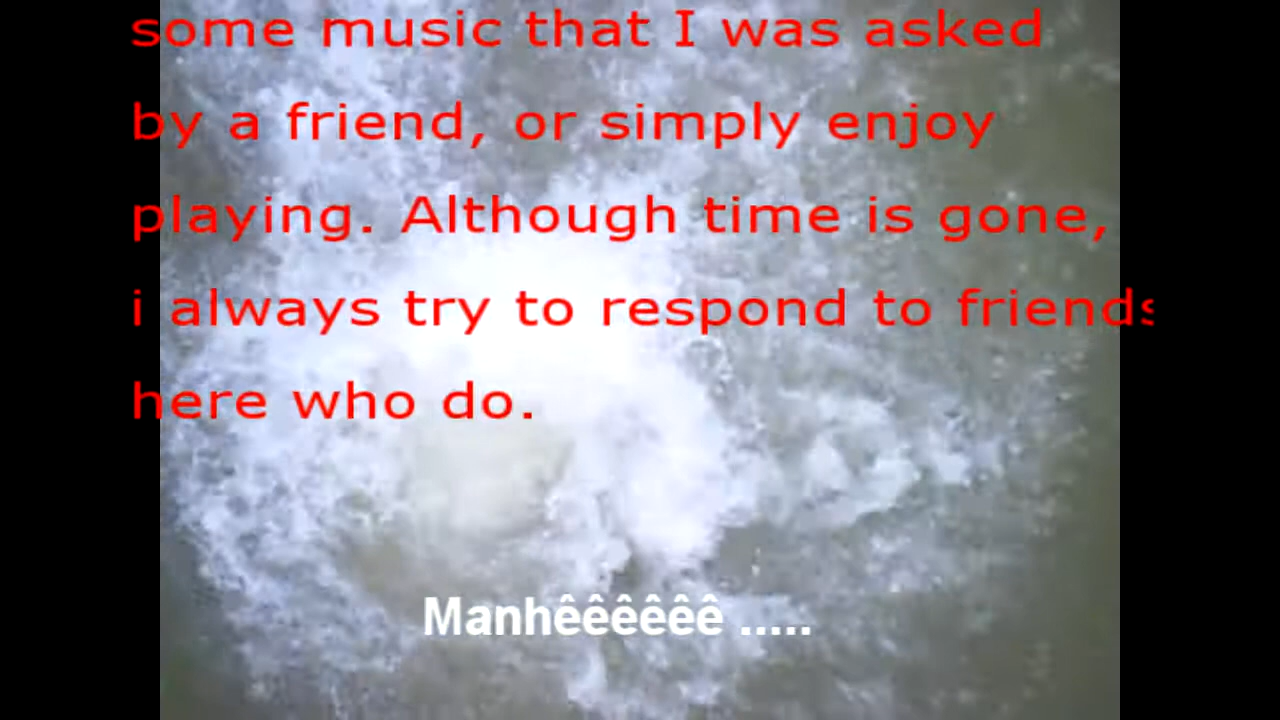 some music that I was asked
by a friend, or simply enjoy
playing. Although time is gone,
i always try to respond to friends
here who do.
Manhêêêêêê .....